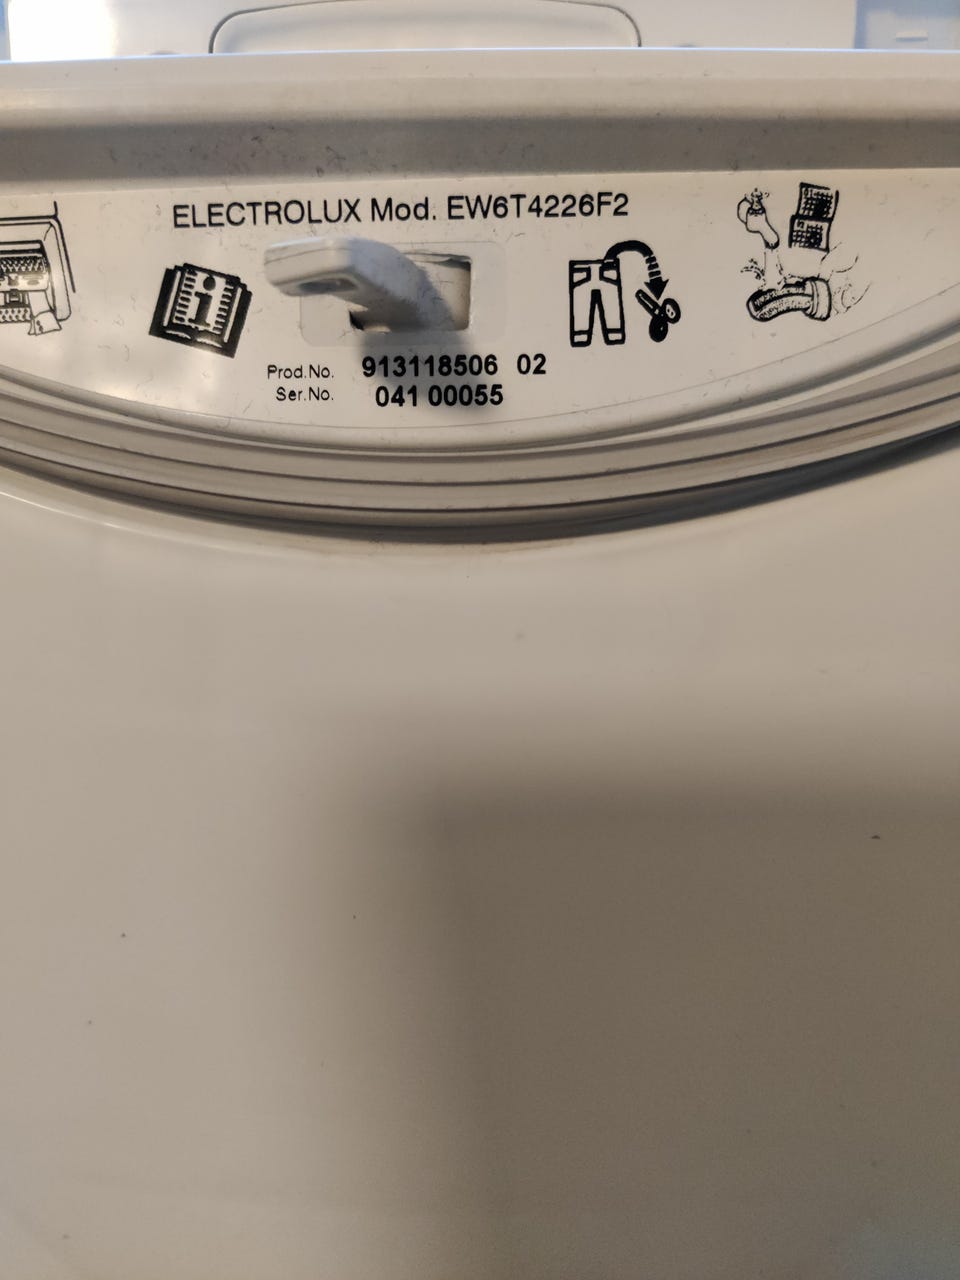 ELECTROLUX Mod. EW6T4226F2
i
Prod.No. 913118506 02
Ser.No. 041 00055